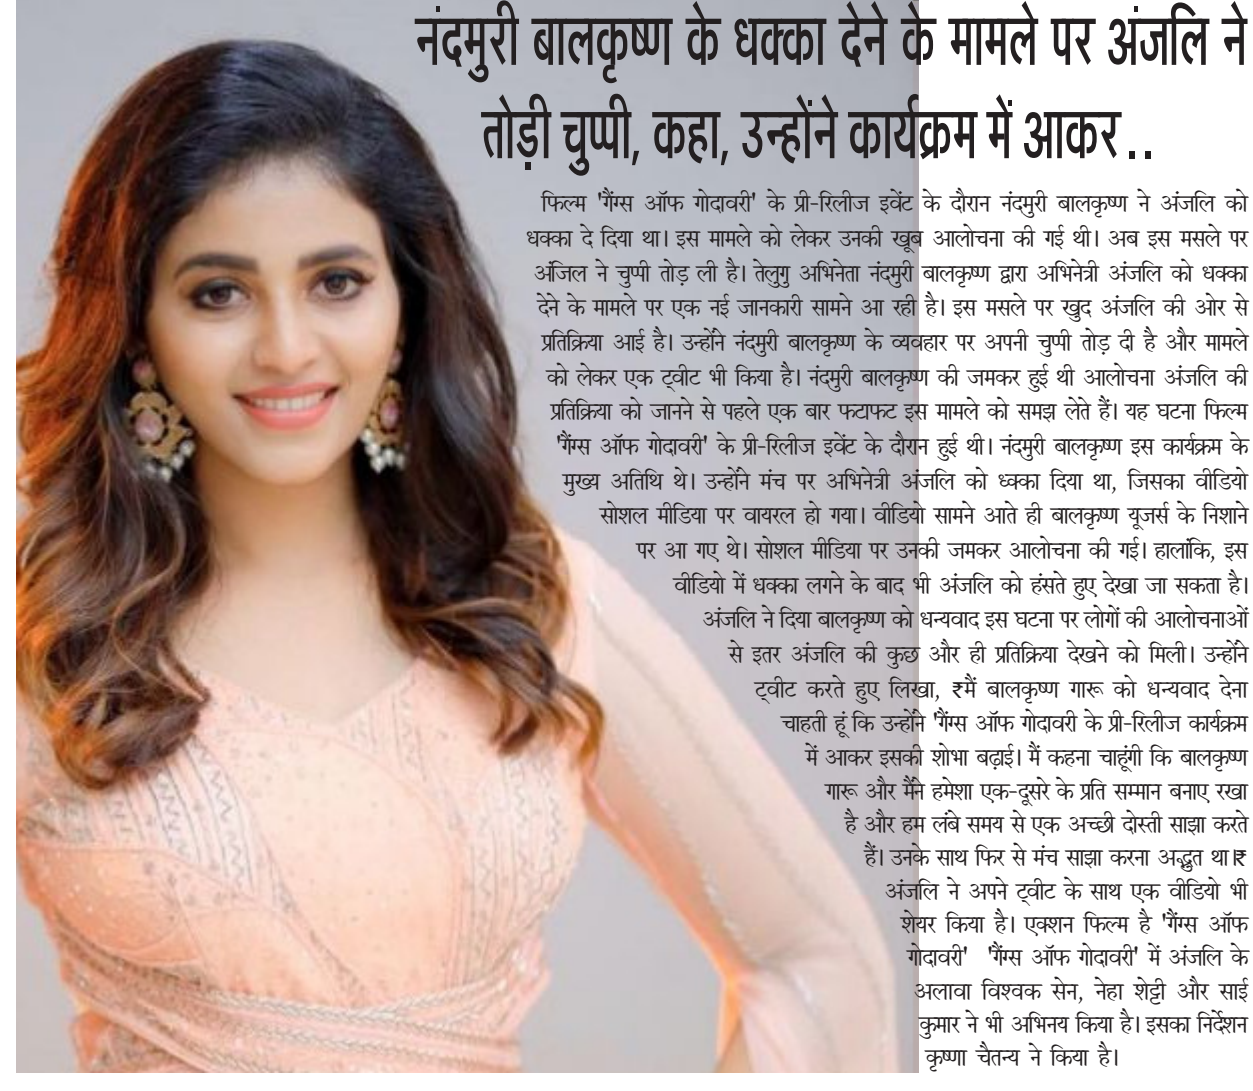 नंदमुरी बालकृष्ण के धक्का देने के मामले पर अंजलि ने
तोड़ी चुप्पी, कहा, उन्होंने कार्यक्रम में आकर..
फिल्म 'गैंग्स ऑफ गोदावरी' के प्री-रिलीज इवेंट के दौरान नंदमुरी बालकृष्ण ने अंजलि को
धक्का दे दिया था। इस मामले को लेकर उनकी खूब आलोचना की गई थी। अब इस मसले पर
अंजिल ने चुप्पी तोड़ ली है। तेलुगु अभिनेता नंदमुरी बालकृष्ण द्वारा अभिनेत्री अंजलि को धक्का
देने के मामले पर एक नई जानकारी सामने आ रही है। इस मसले पर खुद अंजलि की ओर से
प्रतिक्रिया आई है। उन्होंने नंदमुरी बालकृष्ण के व्यवहार पर अपनी चुप्पी तोड़ दी है और मामले
को लेकर एक ट्वीट भी किया है। नंदमुरी बालकृष्ण की जमकर हुई थी आलोचना अंजलि की
प्रतिक्रिया को जानने से पहले एक बार फटाफट इस मामले को समझ लेते हैं। यह घटना फिल्म
'गैंग्स ऑफ गोदावरी' के प्री-रिलीज इवेंट के दौरान हुई थी। नंदमुरी बालकृष्ण इस कार्यक्रम के
मुख्य अतिथि थे। उन्होंने मंच पर अभिनेत्री अंजलि को ध्क्का दिया था, जिसका वीडियो
सोशल मीडिया पर वायरल हो गया। वीडियो सामने आते ही बालकृष्ण यूजर्स के निशाने
पर आ गए थे। सोशल मीडिया पर उनकी जमकर आलोचना की गई। हालांकि, इस
वीडियो में धक्का लगने के बाद भी अंजलि को हंसते हुए देखा जा सकता है।
अंजलि ने दिया बालकृष्ण को धन्यवाद इस घटना पर लोगों की आलोचनाओं
से इतर अंजलि की कुछ और ही प्रतिक्रिया देखने को मिली। उन्होंने
ट्वीट करते हुए लिखा, ₹मैं बालकृष्ण गारू को धन्यवाद देना
चाहती हूं कि उन्होंने 'गैंग्स ऑफ गोदावरी के प्री-रिलीज कार्यक्रम
में आकर इसकी शोभा बढ़ाई। मैं कहना चाहूंगी कि बालकृष्ण
गारू और मैंने हमेशा एक-दूसरे के प्रति सम्मान बनाए रखा
है और हम लंबे समय से एक अच्छी दोस्ती साझा करते
हैं। उनके साथ फिर से मंच साझा करना अद्भुत था।₹
अंजलि ने अपने ट्वीट के साथ एक वीडियो भी
शेयर किया है। एक्शन फिल्म है 'गैंग्स ऑफ
गोदावरी' 'गैंग्स ऑफ गोदावरी' में अंजलि के
अलावा विश्वक सेन, नेहा शेट्टी और साई
कुमार ने भी अभिनय किया है। इसका निर्देशन
कृष्णा चैतन्य ने किया है।